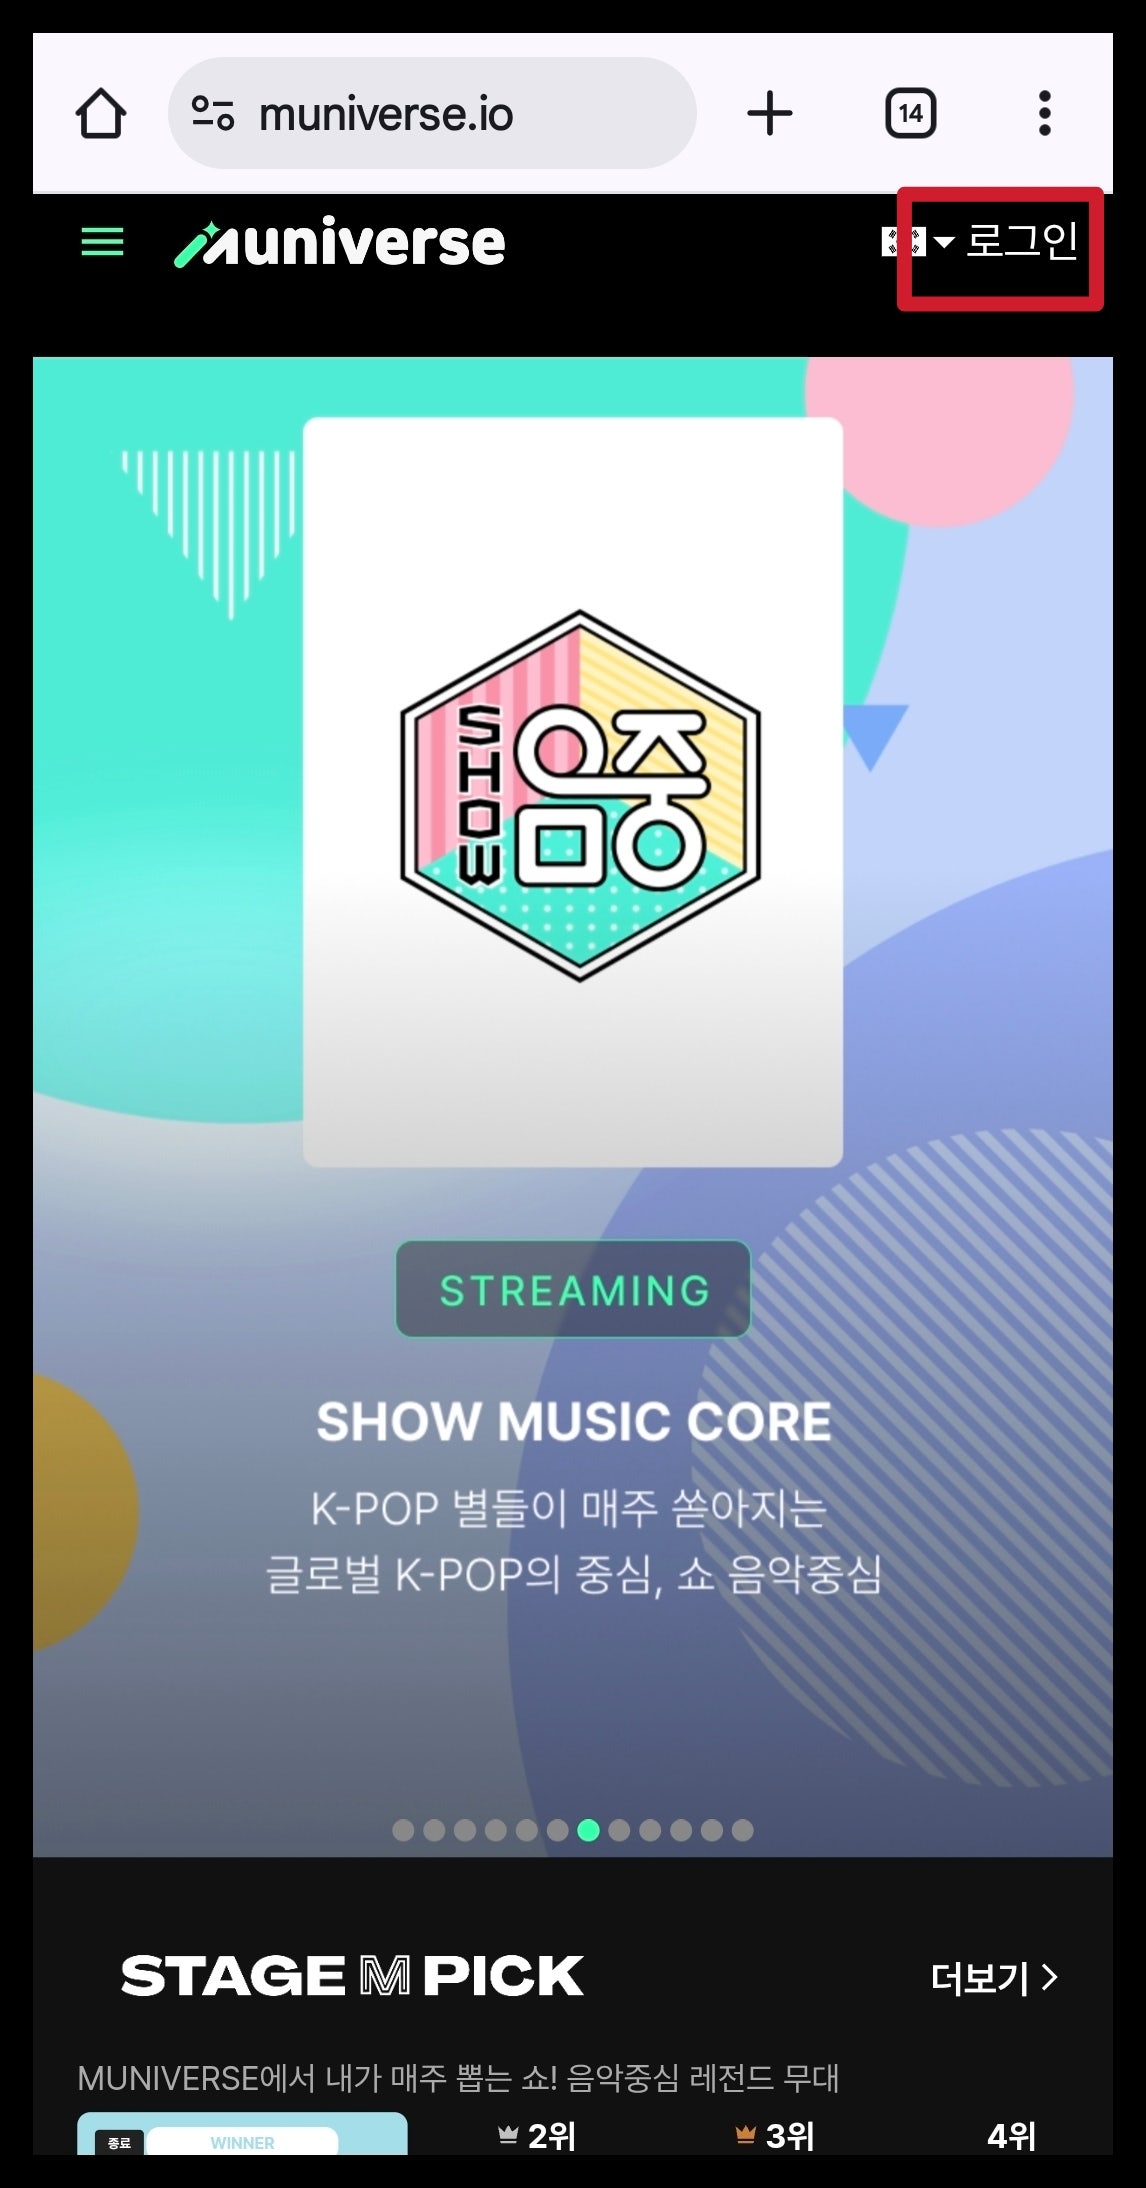 muniverse.io
14
muniverse
로그인
SHOW
음중
STREAMING
SHOW MUSIC CORE
K-POP 별들이 매주 쏟아지는
글로벌 K-POP의 중심, 쇼 음악중심
STAGE M PICK
더보기
MUNIVERSE에서 내가 매주 뽑는 쇼! 음악중심 레전드 무대
종료
WINNER
2위
3위
4위